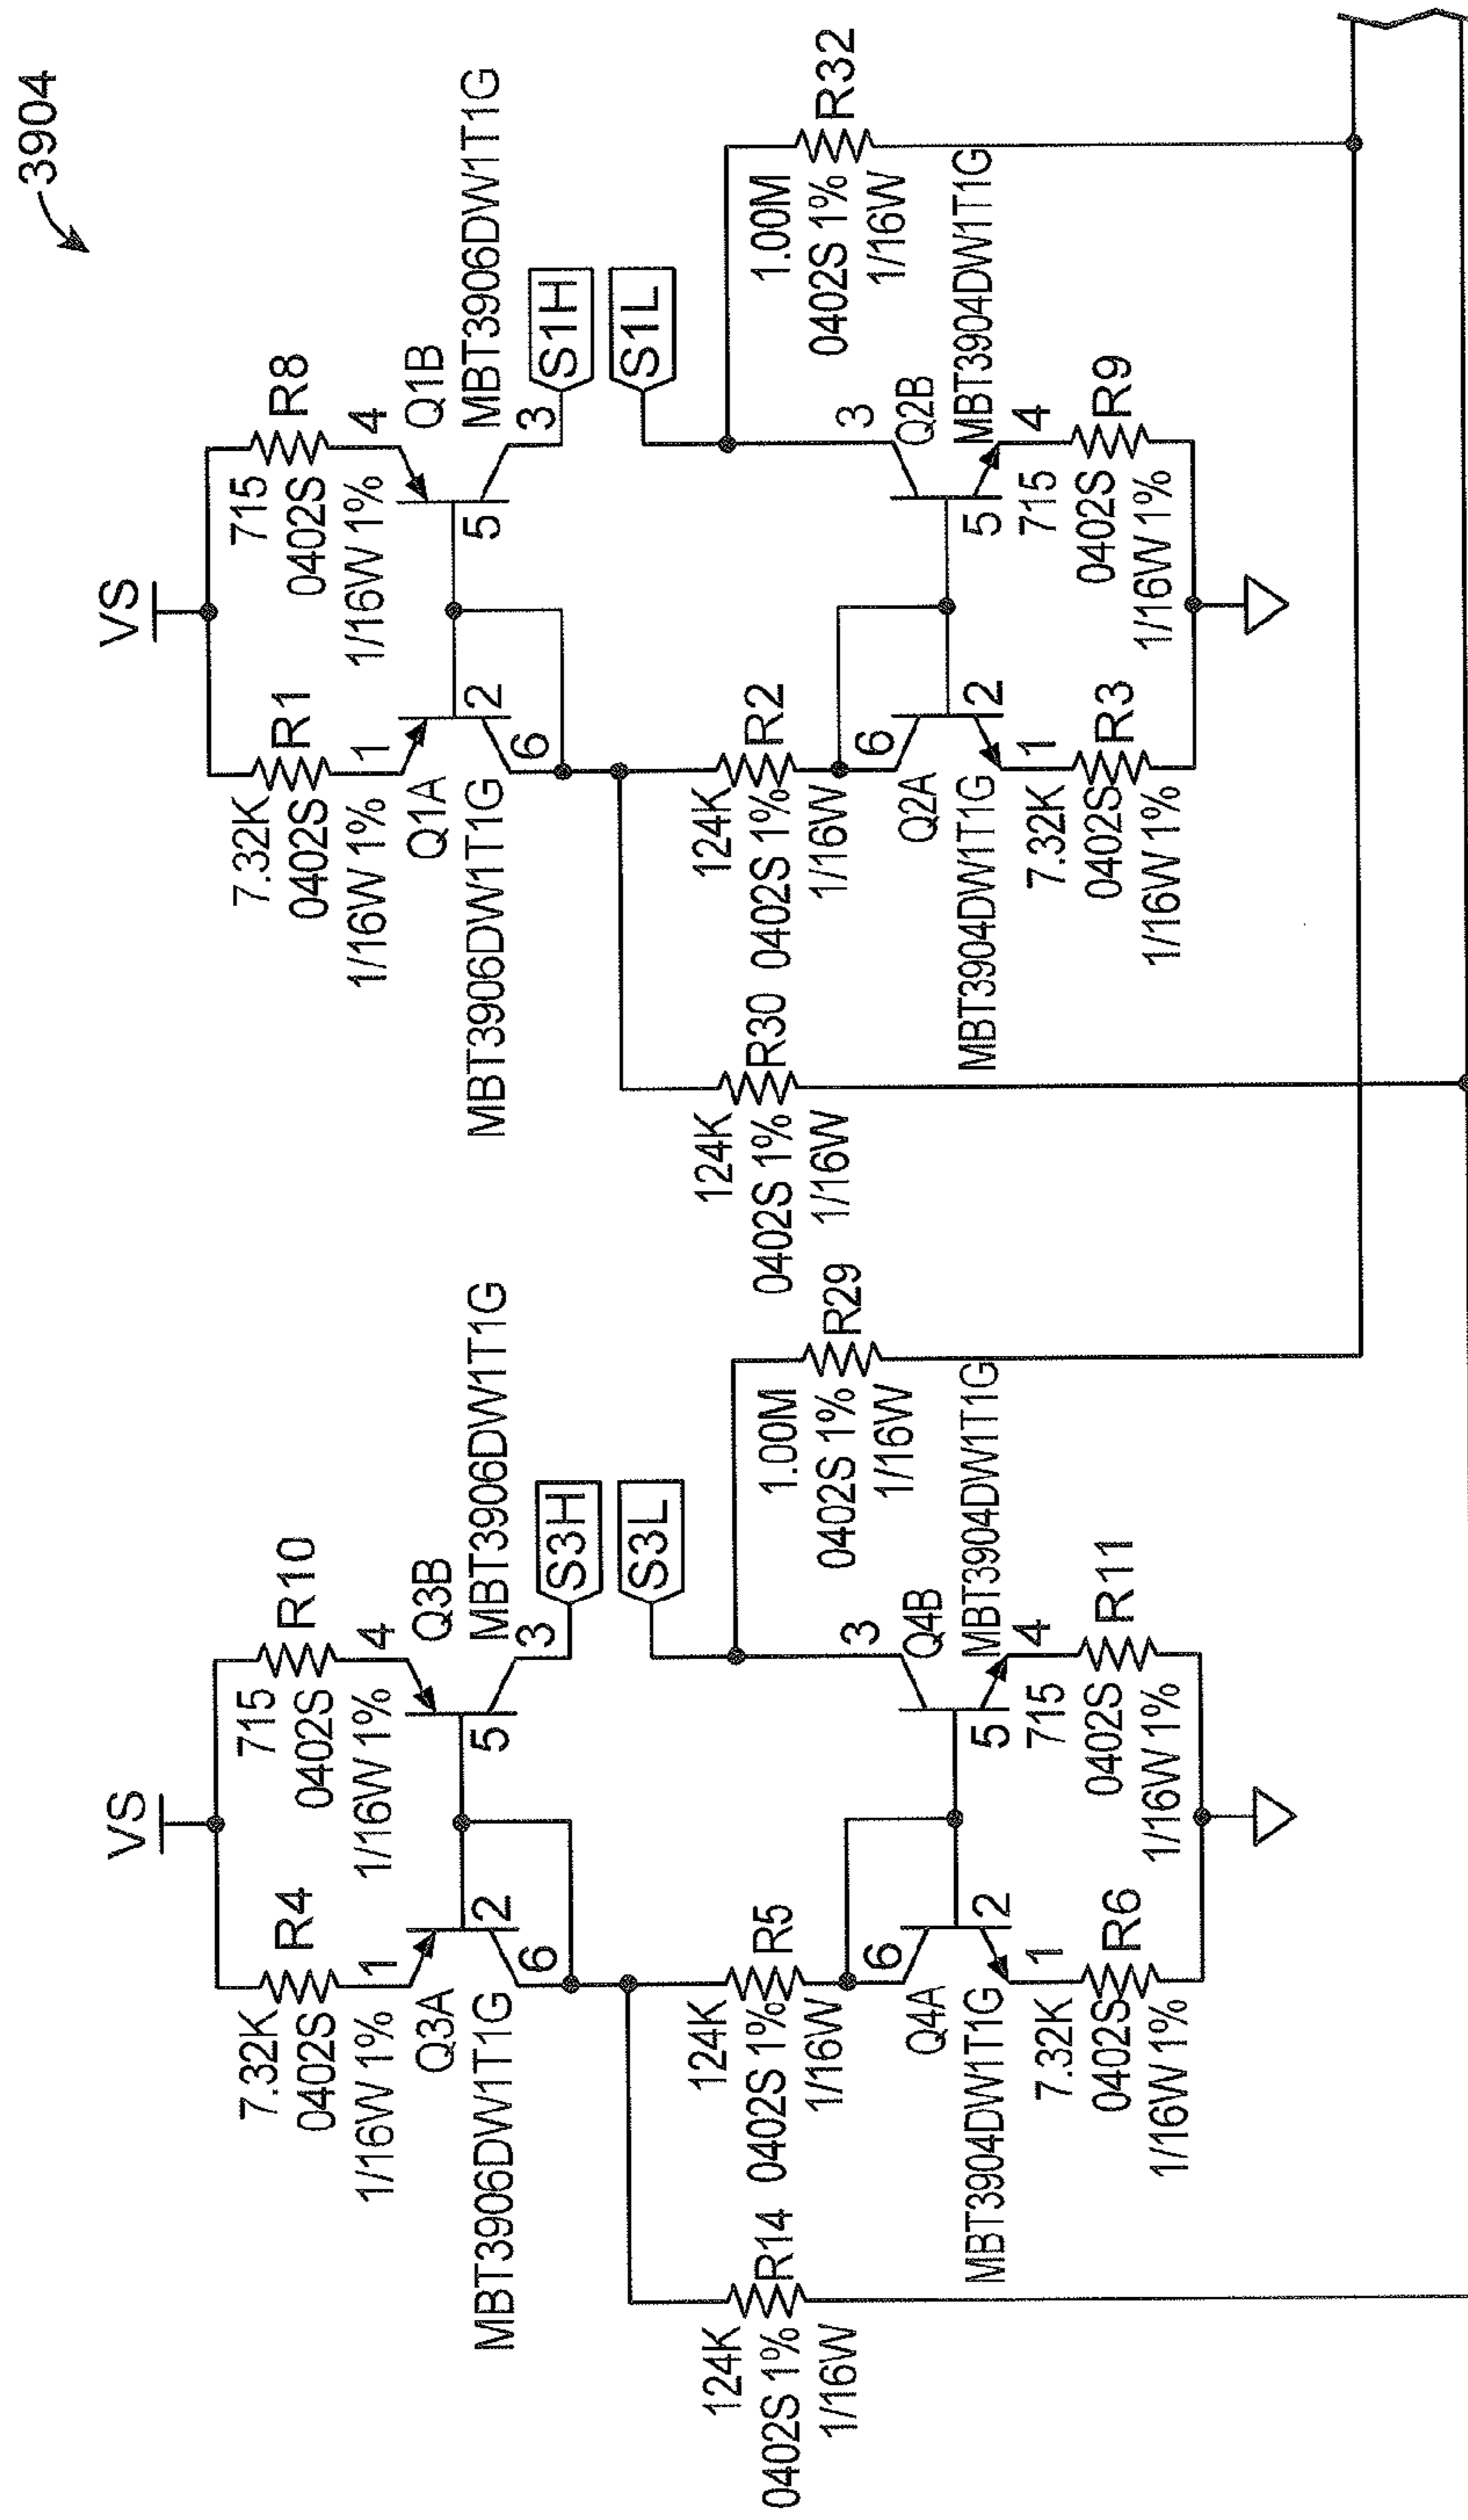 3904
VS
7.32K
R1
0402S
1/16W 1%
715
R8
0402S
1/16W 1%
1
4
Q1A
MBT3906DW1T1G
2
6
5
Q1B
MBT3906DW1T1G
3
S1H
S1L
124K
R30
0402S 1%
1/16W
124K
R2
0402S 1%
1/16W
1.00M
R32
0402S 1%
1/16W
6
3
Q2A
MBT3904DW1T1G
2
1
Q2B
MBT3904DW1T1G
5
4
7.32K
R3
0402S
1/16W 1%
715
R9
0402S
1/16W 1%
VS
7.32K
R4
0402S
1/16W 1%
715
R10
0402S
1/16W 1%
1
4
Q3A
MBT3906DW1T1G
2
6
5
Q3B
MBT3906DW1T1G
3
S3H
S3L
124K
R14
0402S 1%
1/16W
124K
R5
0402S 1%
1/16W
1.00M
R29
0402S 1%
1/16W
6
3
Q4A
MBT3904DW1T1G
2
1
Q4B
MBT3904DW1T1G
5
4
7.32K
R6
0402S
1/16W 1%
715
R11
0402S
1/16W 1%